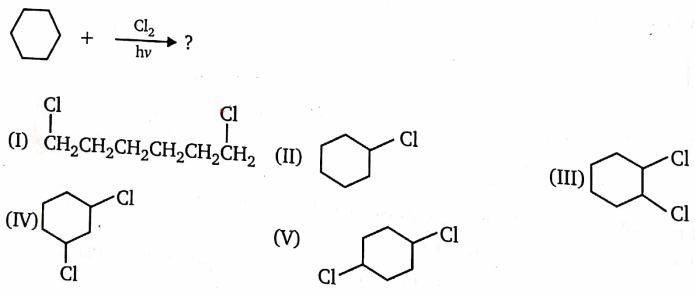 + Cl₂ hν ?
(I) Cl Cl
CH₂CH₂CH₂CH₂CH₂CH₂
(II) Cl
(III) Cl Cl
(IV) Cl Cl
(V) Cl Cl